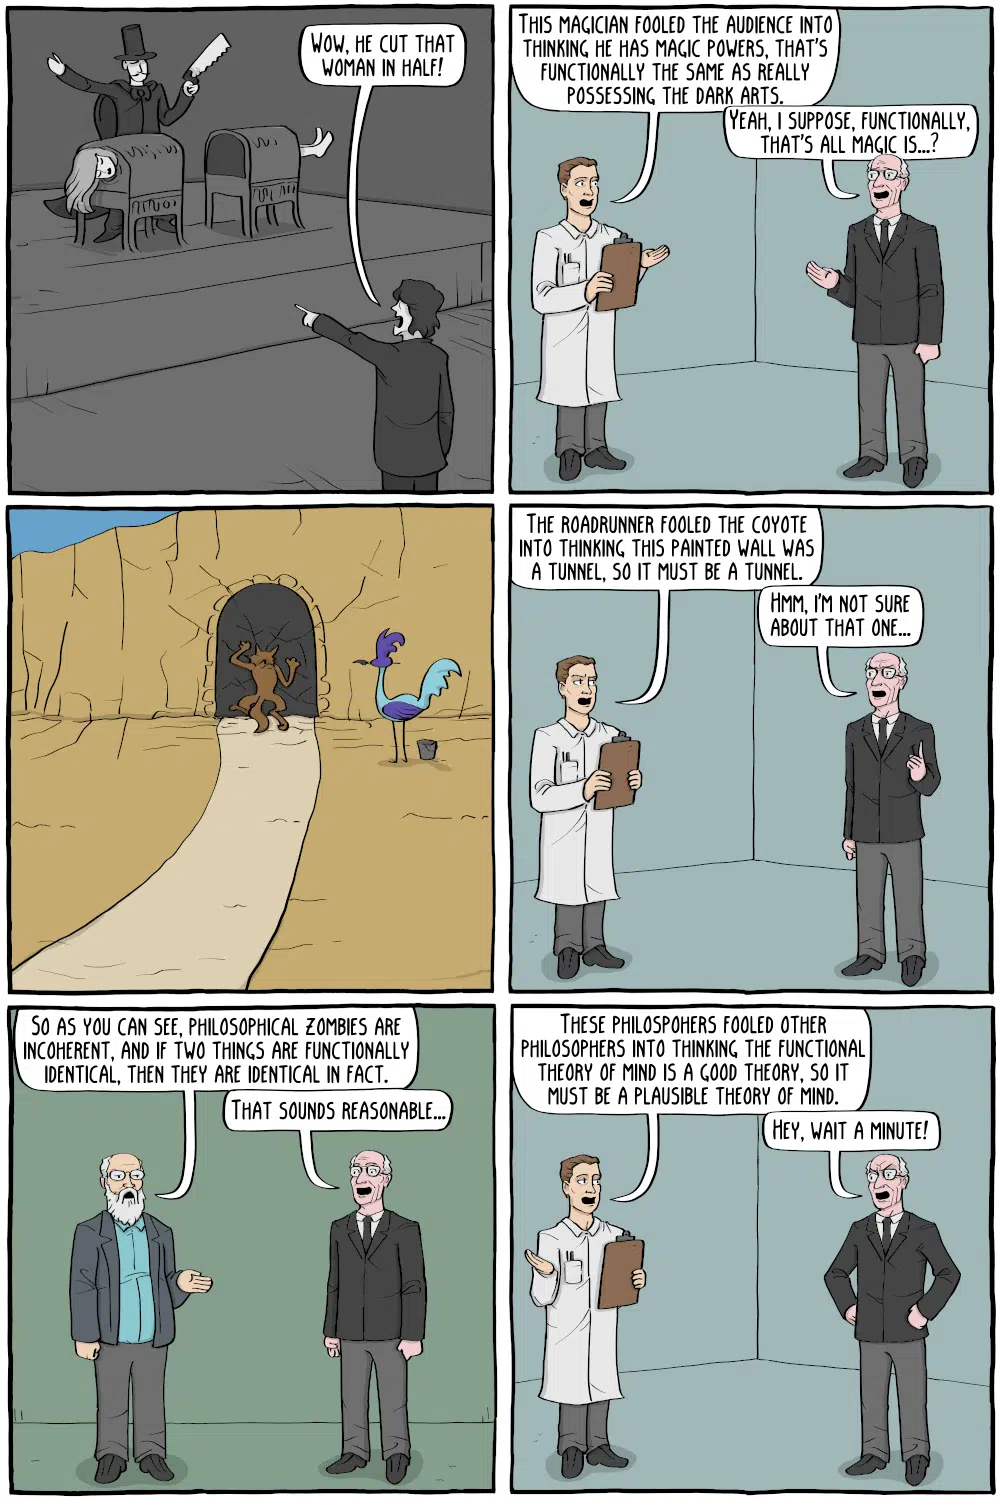 WOW, HE CUT THAT
WOMAN IN HALF!
THIS MAGICIAN FOOLED THE AUDIENCE INTO
THINKING HE HAS MAGIC POWERS, THAT'S
FUNCTIONALLY THE SAME AS REALLY
POSSESSING THE DARK ARTS.
YEAH, I SUPPOSE, FUNCTIONALLY,
THAT'S ALL MAGIC IS...?
THE ROADRUNNER FOOLED THE COYOTE
INTO THINKING THIS PAINTED WALL WAS
A TUNNEL, SO IT MUST BE A TUNNEL.
HMM, I'M NOT SURE
ABOUT THAT ONE...
SO AS YOU CAN SEE, PHILOSOPHICAL ZOMBIES ARE
INCOHERENT, AND IF TWO THINGS ARE FUNCTIONALLY
IDENTICAL, THEN THEY ARE IDENTICAL IN FACT.
THAT SOUNDS REASONABLE...
THESE PHILOSPOHERS FOOLED OTHER
PHILOSOPHERS INTO THINKING THE FUNCTIONAL
THEORY OF MIND IS A GOOD THEORY, SO IT
MUST BE A PLAUSIBLE THEORY OF MIND.
HEY, WAIT A MINUTE!